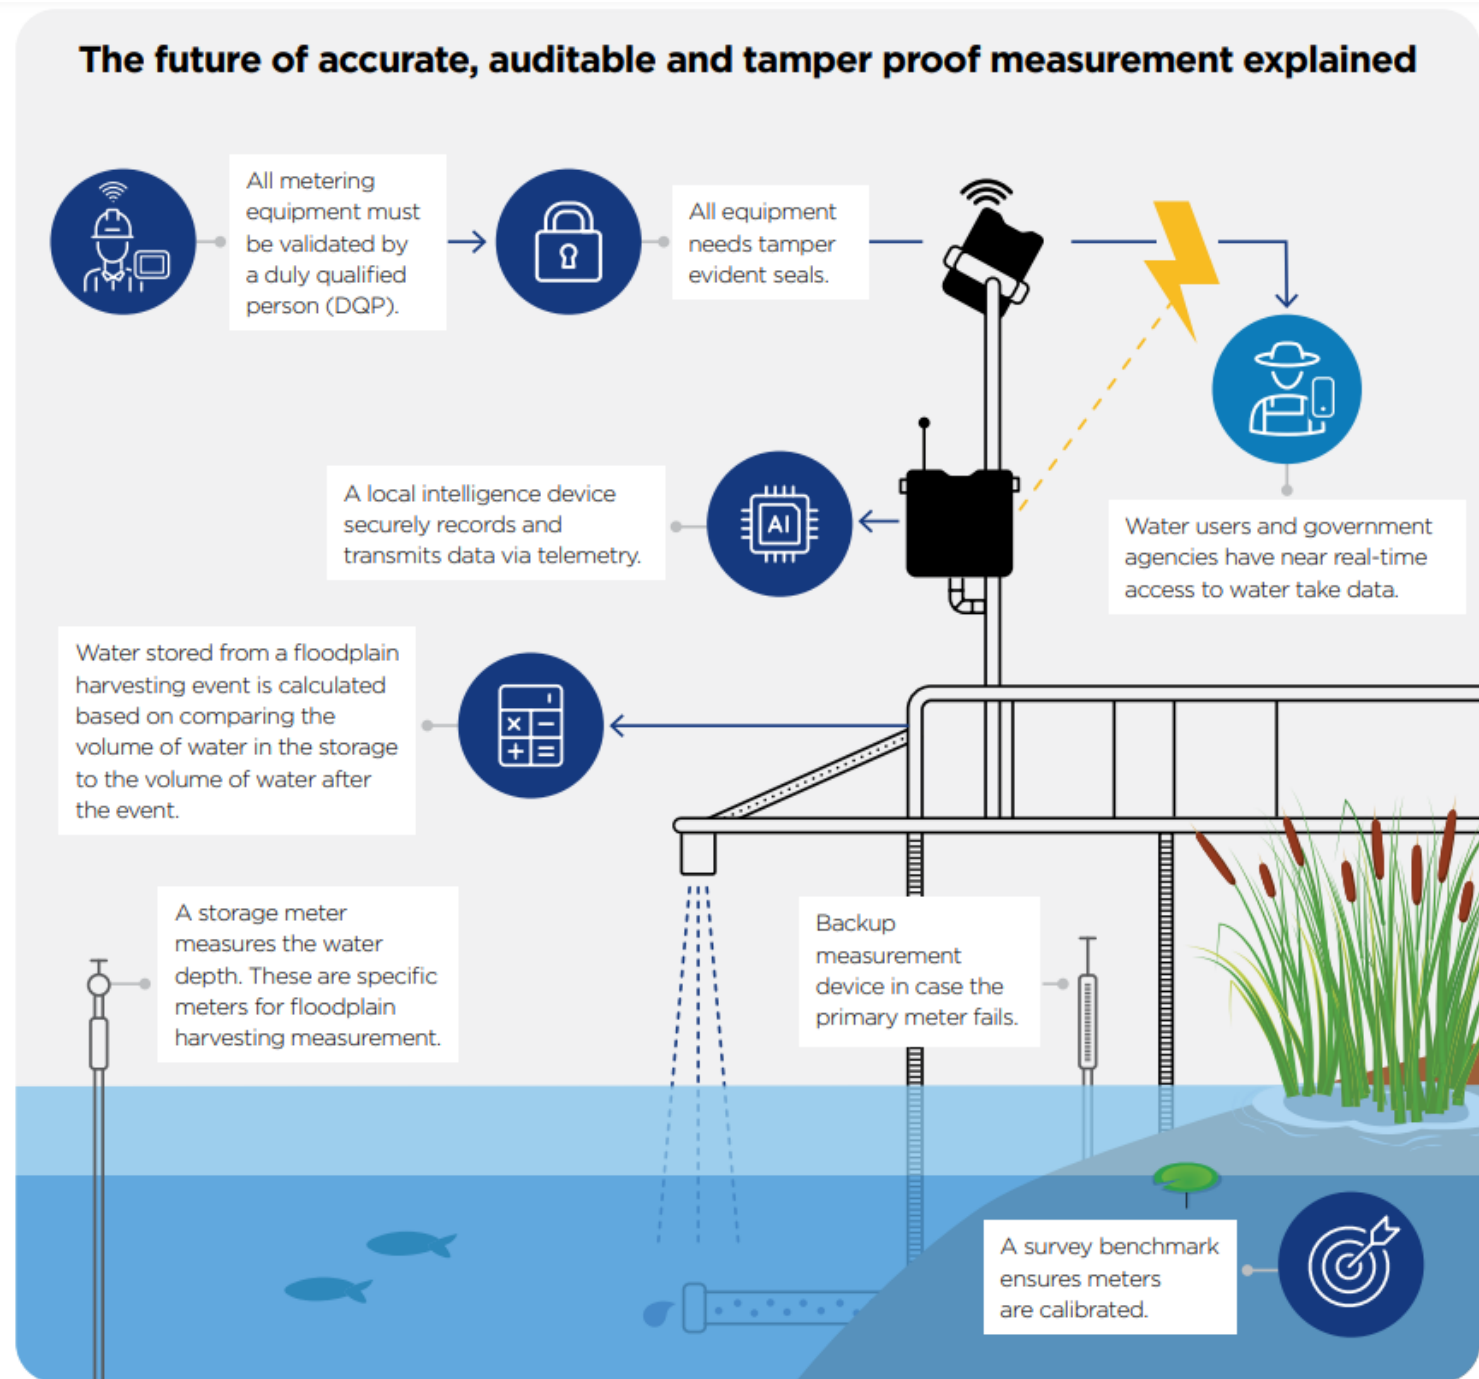 The future of accurate, auditable and tamper proof measurement explained
All metering
equipment must
be validated by
a duly qualified
person (DQP).
All equipment
needs tamper
evident seals.
A local intelligence device
securely records and
transmits data via telemetry.
AI
Water users and government
agencies have near real-time
access to water take data.
Water stored from a floodplain
harvesting event is calculated
based on comparing the
volume of water in the storage
to the volume of water after
the event.
A storage meter
measures the water
depth. These are specific
meters for floodplain
harvesting measurement.
Backup
measurement
device in case the
primary meter fails.
A survey benchmark
ensures meters
are calibrated.